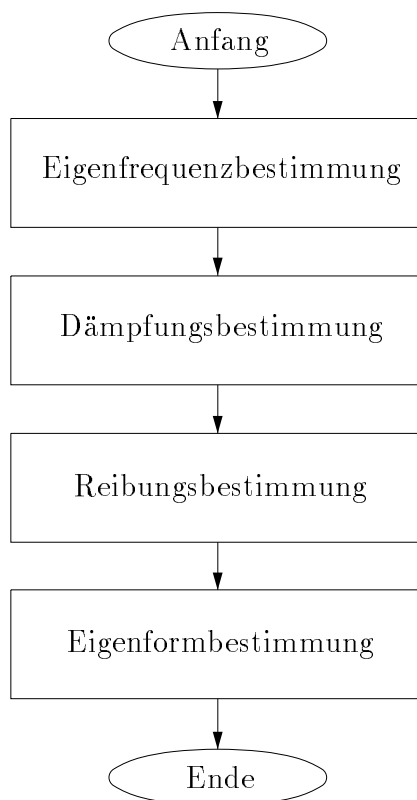 Anfang
Eigenfrequenzbestimmung
Dämpfungsbestimmung
Reibungsbestimmung
Eigenformbestimmung
Ende